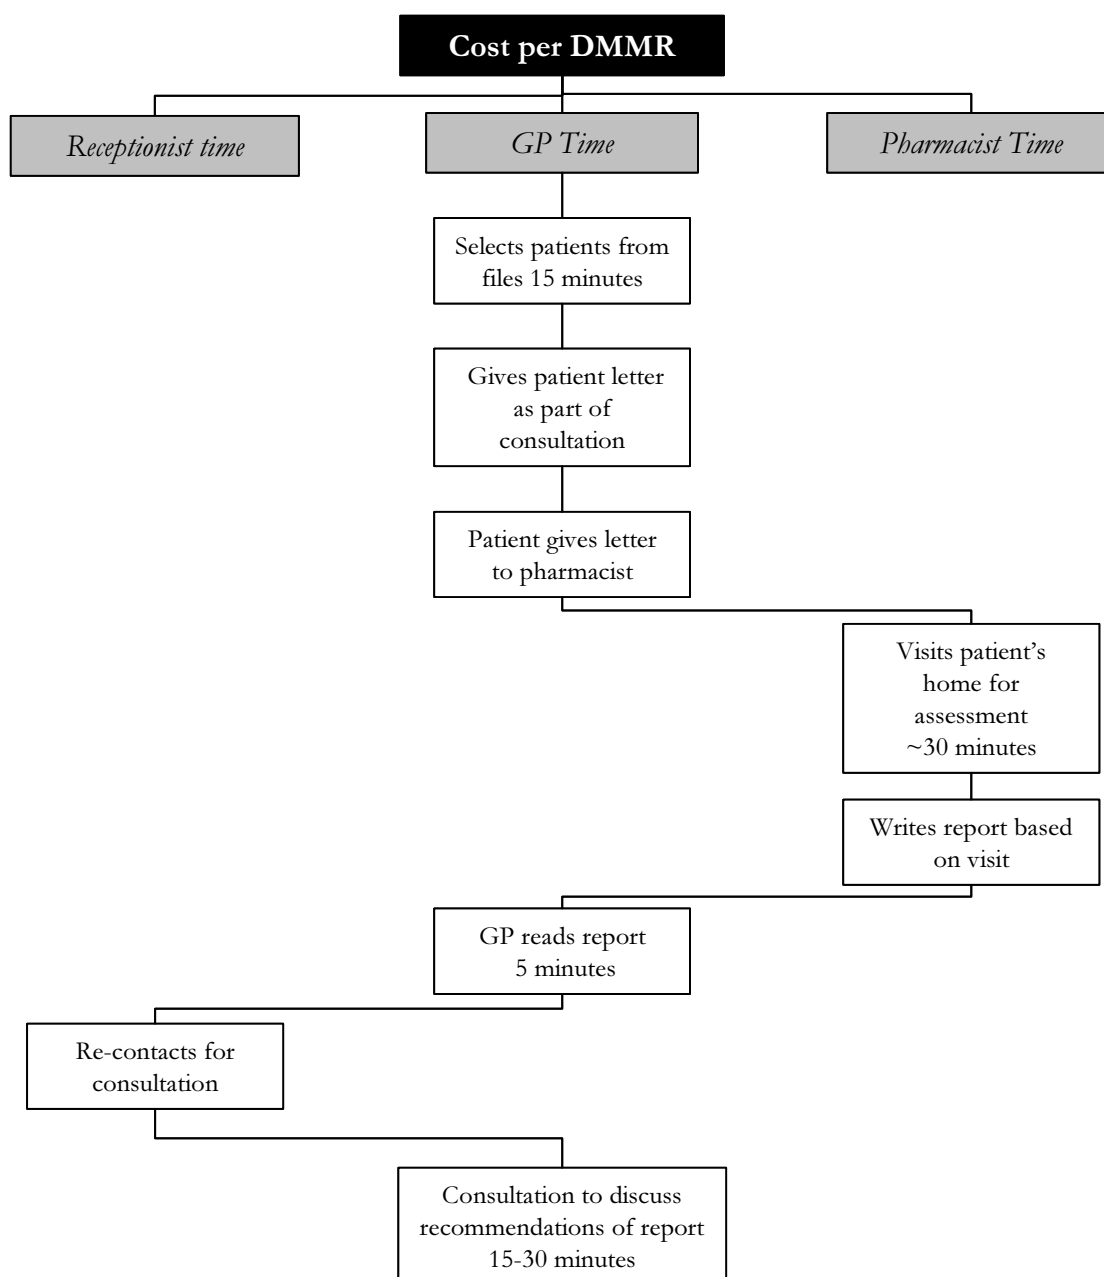 Cost per DMMR
Receptionist time
GP Time
Pharmacist Time
Selects patients from
files 15 minutes
Gives patient letter
as part of
consultation
Patient gives letter
to pharmacist
Visits patient’s
home for
assessment
~30 minutes
Writes report based
on visit
GP reads report
5 minutes
Re-contacts for
consultation
Consultation to discuss
recommendations of report
15-30 minutes